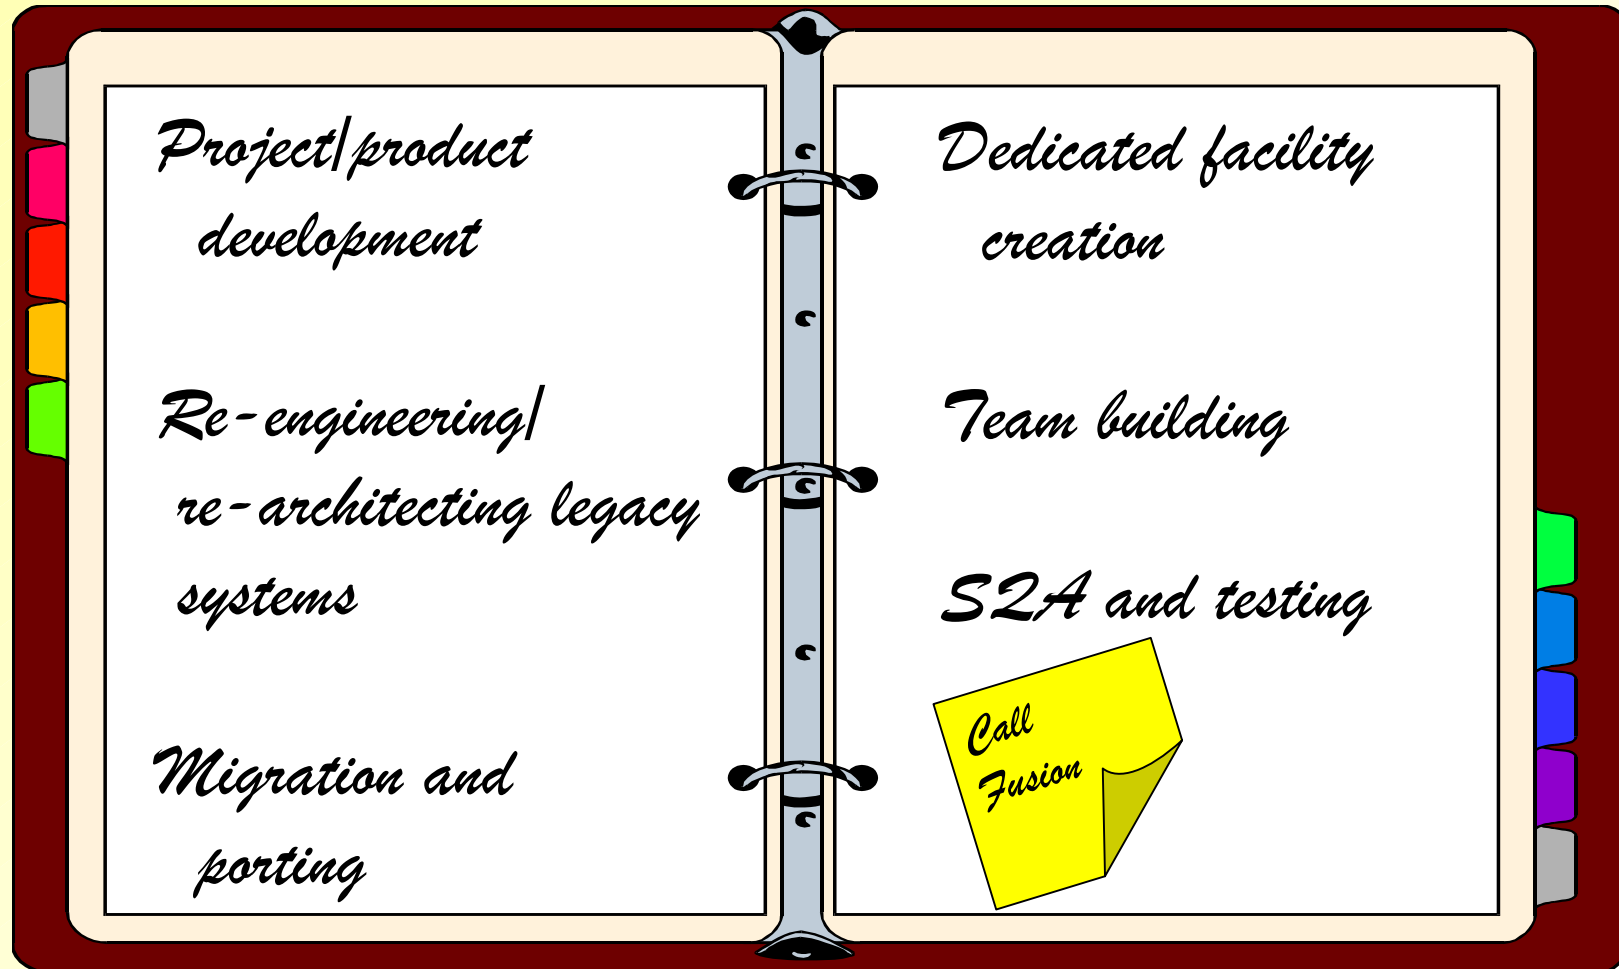 Project/product
development
Re-engineering/
re-architecting legacy
systems
Migration and
porting
Dedicated facility
creation
Team building
SQA and testing
Call
Fusion